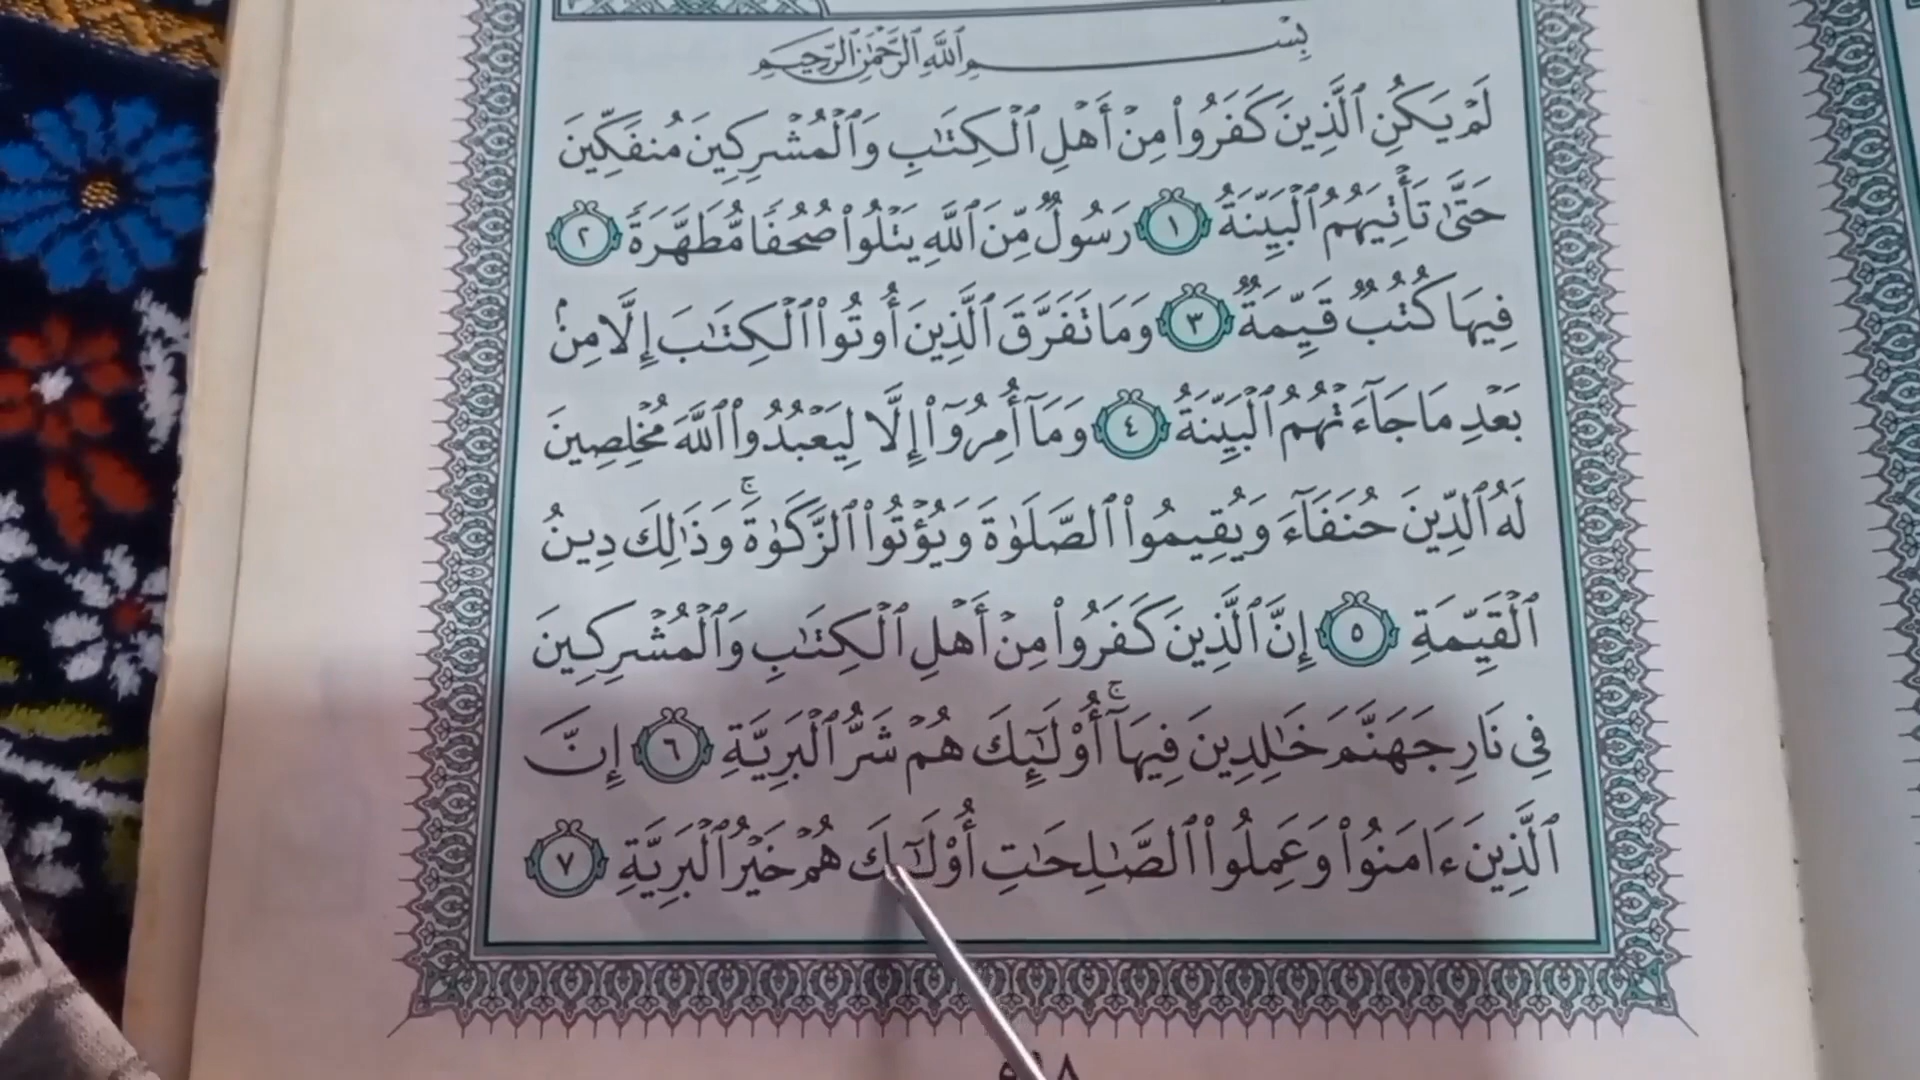 بِسْمِ ٱللَّهِ ٱلرَّحْمَٰنِ ٱلرَّحِيمِ
لَمْ يَكُنِ ٱلَّذِينَ كَفَرُوا۟ مِنْ أَهْلِ ٱلْكِتَٰبِ وَٱلْمُشْرِكِينَ مُنفَكِّينَ
حَتَّىٰ تَأْتِيَهُمُ ٱلْبَيِّنَةُ ١ رَسُولٌ مِّنَ ٱللَّهِ يَتْلُوا۟ صُحُفًا مُّطَهَّرَةً ٢
فِيهَا كُتُبٌ قَيِّمَةٌ ٣ وَمَا تَفَرَّقَ ٱلَّذِينَ أُوتُوا۟ ٱلْكِتَٰبَ إِلَّا مِنۢ
بَعْدِ مَا جَآءَتْهُمُ ٱلْبَيِّنَةُ ٤ وَمَآ أُمِرُوٓا۟ إِلَّا لِيَعْبُدُوا۟ ٱللَّهَ مُخْلِصِينَ
لَهُ ٱلدِّينَ حُنَفَآءَ وَيُقِيمُوا۟ ٱلصَّلَوٰةَ وَيُؤْتُوا۟ ٱلزَّكَوٰةَ ۚ وَذَٰلِكَ دِينُ
ٱلْقَيِّمَةِ ٥ إِنَّ ٱلَّذِينَ كَفَرُوا۟ مِنْ أَهْلِ ٱلْكِتَٰبِ وَٱلْمُشْرِكِينَ
فِى نَارِ جَهَنَّمَ خَٰلِدِينَ فِيهَآ ۚ أُو۟لَٰٓئِكَ هُمْ شَرُّ ٱلْبَرِيَّةِ ٦ إِنَّ
ٱلَّذِينَ ءَامَنُوا۟ وَعَمِلُوا۟ ٱلصَّٰلِحَٰتِ أُو۟لَٰٓئِكَ هُمْ خَيْرُ ٱلْبَرِيَّةِ ٧